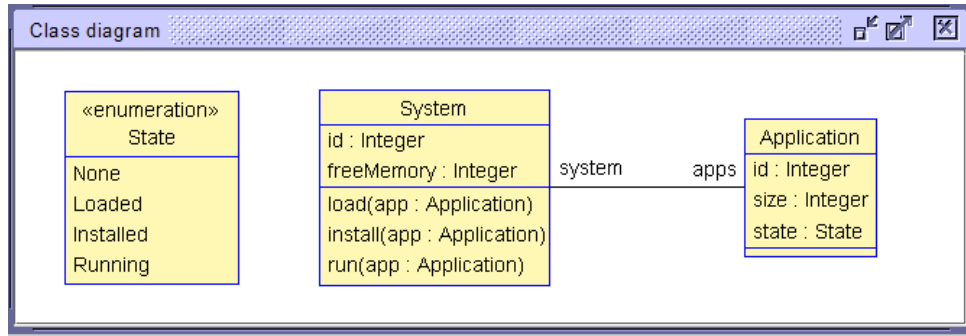 Class diagram
«enumeration»
State
None
Loaded
Installed
Running
System
id : Integer
freeMemory : Integer
load(app : Application)
install(app : Application)
run(app : Application)
system
apps
Application
id : Integer
size : Integer
state : State